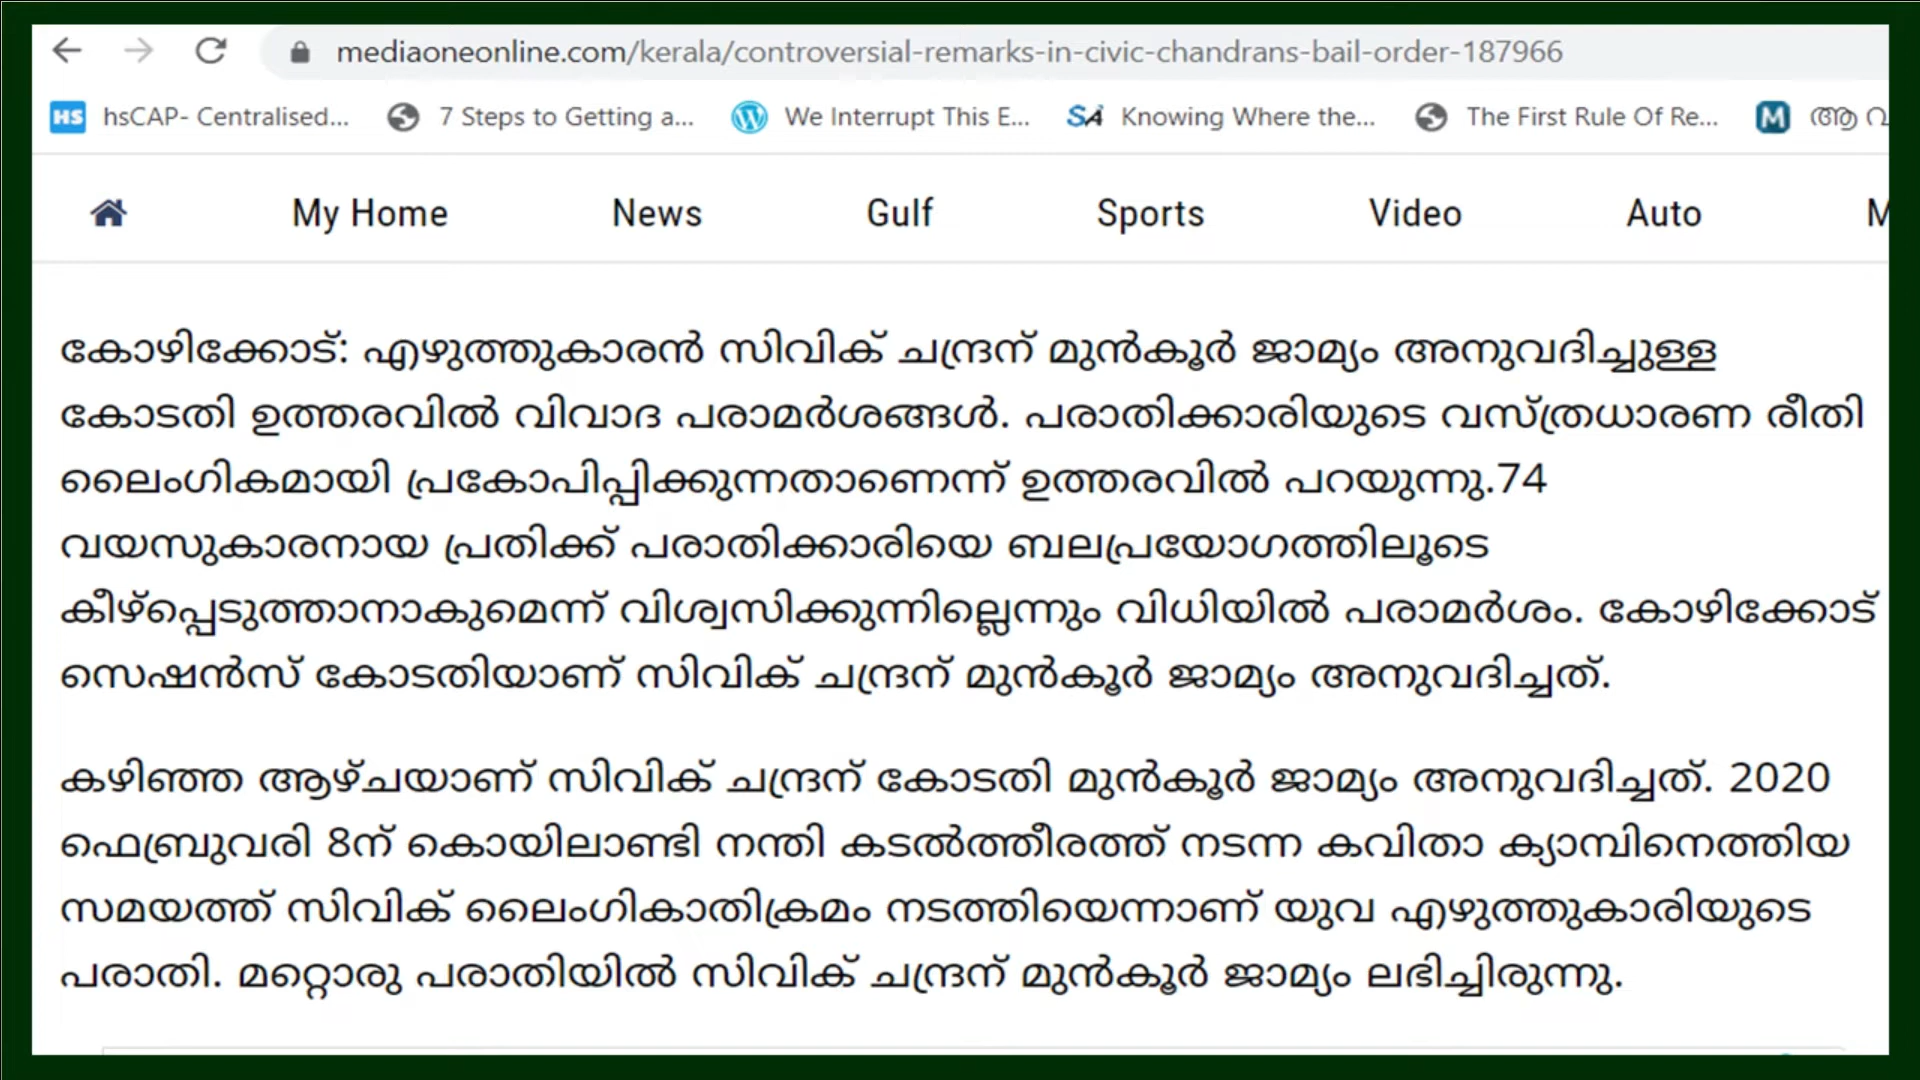 mediaoneonline.com/kerala/controversial-remarks-in-civic-chandrans-bail-order-187966
HS hsCAP- Centralised... 7 Steps to Getting a... We Interrupt This E... SA Knowing Where the... The First Rule Of Re... M ആ
My Home News Gulf Sports Video Auto M
കോഴിക്കോട്: എഴുത്തുകാരൻ സിവിക് ചന്ദ്രന് മുൻകൂർ ജാമ്യം അനുവദിച്ചുള്ള
കോടതി ഉത്തരവിൽ വിവാദ പരാമർശങ്ങൾ. പരാതിക്കാരിയുടെ വസ്ത്രധാരണ രീതി
ലൈംഗികമായി പ്രകോപിപ്പിക്കുന്നതാണെന്ന് ഉത്തരവിൽ പറയുന്നു.74
വയസുകാരനായ പ്രതിക്ക് പരാതിക്കാരിയെ ബലപ്രയോഗത്തിലൂടെ
കീഴ്പ്പെടുത്താനാകുമെന്ന് വിശ്വസിക്കുന്നില്ലെന്നും വിധിയിൽ പരാമർശം. കോഴിക്കോട്
സെഷൻസ് കോടതിയാണ് സിവിക് ചന്ദ്രന് മുൻകൂർ ജാമ്യം അനുവദിച്ചത്.
കഴിഞ്ഞ ആഴ്ചയാണ് സിവിക് ചന്ദ്രന് കോടതി മുൻകൂർ ജാമ്യം അനുവദിച്ചത്. 2020
ഫെബ്രുവരി 8ന് കൊയിലാണ്ടി നന്തി കടൽത്തീരത്ത് നടന്ന കവിതാ ക്യാമ്പിനെത്തിയ
സമയത്ത് സിവിക് ലൈംഗികാതിക്രമം നടത്തിയെന്നാണ് യുവ എഴുത്തുകാരിയുടെ
പരാതി. മറ്റൊരു പരാതിയിൽ സിവിക് ചന്ദ്രന് മുൻകൂർ ജാമ്യം ലഭിച്ചിരുന്നു.